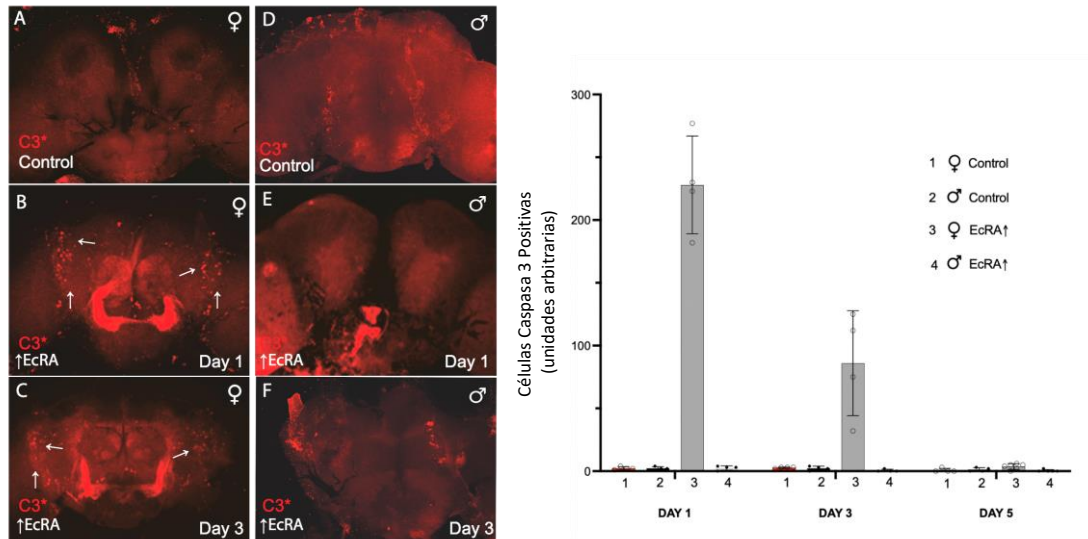 A ♀
C3*
Control
D ♂
C3*
Control
B ♀
C3*
↑EcRA Day 1
E ♂
↑EcRA Day 1
C ♀
C3*
↑EcRA Day 3
F ♂
C3*
↑EcRA Day 3
Células Caspasa 3 Positivas
(unidades arbitrarias)
300
200
100
0
1 ♀ Control
2 ♂ Control
3 ♀ EcRA↑
4 ♂ EcRA↑
1 2 3 4 1 2 3 4 1 2 3 4
DAY 1 DAY 3 DAY 5